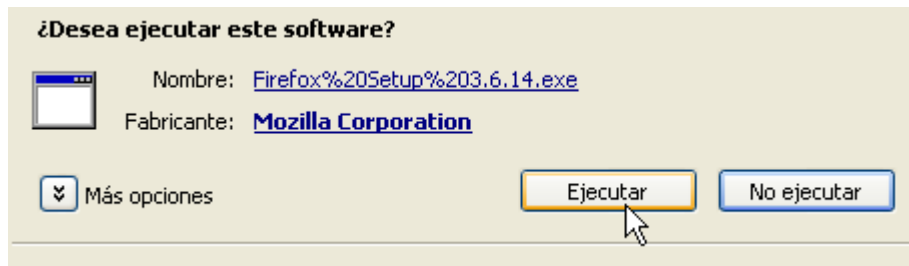 ¿Desea ejecutar este software?
Nombre: Firefox%20Setup%203.6.14.exe
Fabricante: Mozilla Corporation
Más opciones
Ejecutar
No ejecutar